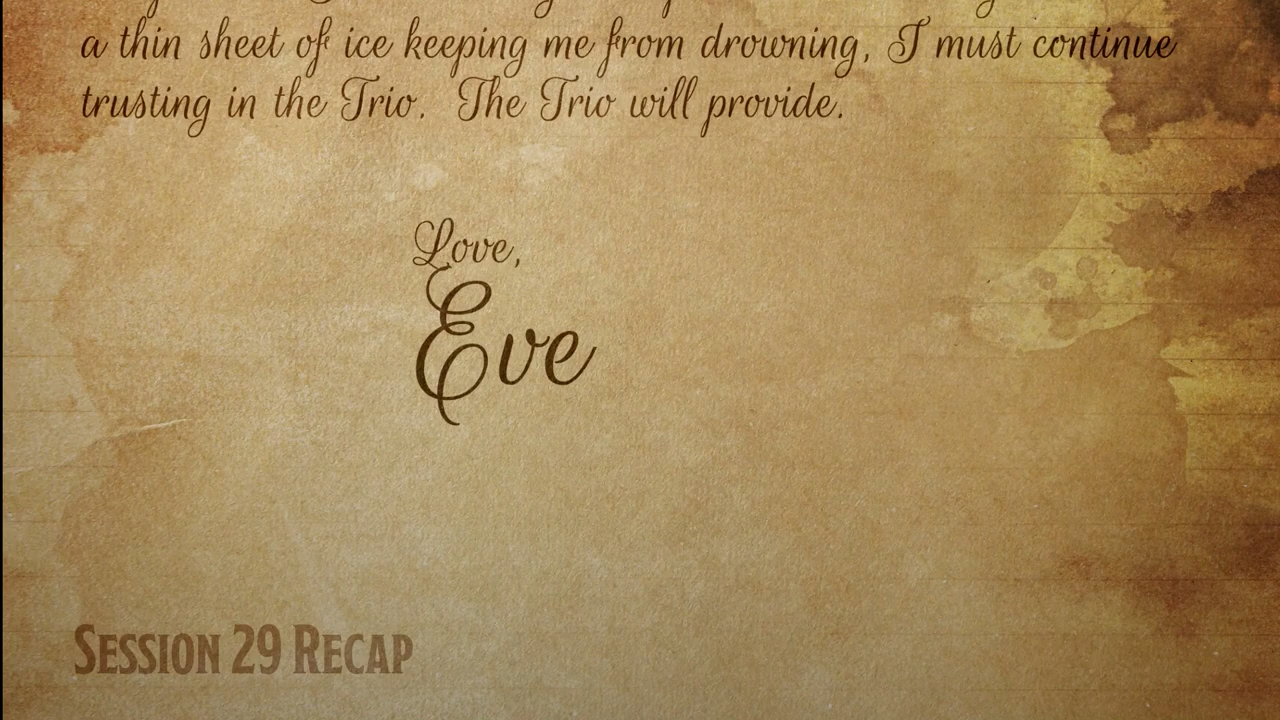 a thin sheet of ice keeping me from drowning, I must continue
trusting in the Trio.  The Trio will provide.
Love,
Eve
Session 29 Recap